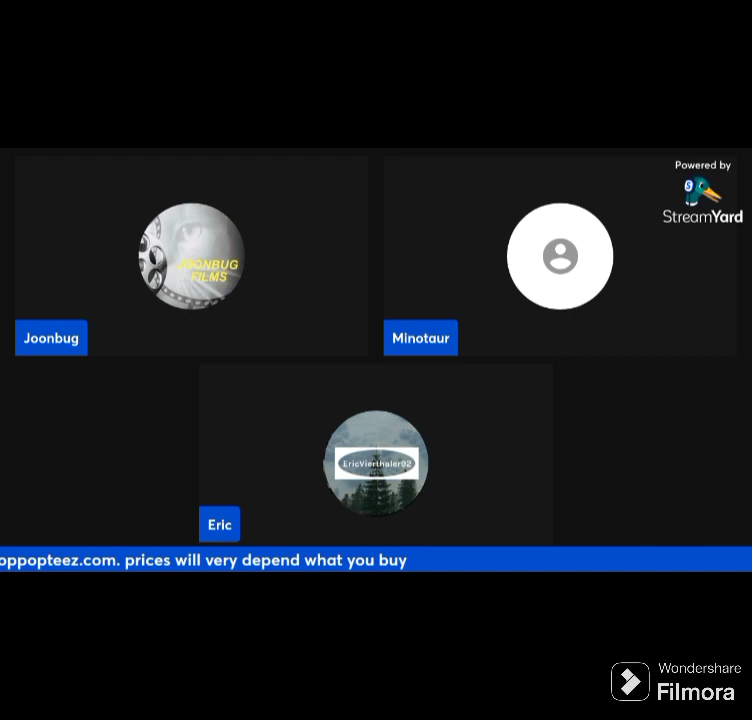 Powered by
StreamYard
JOONBUG
FILMS
Joonbug
Minotaur
EricVierthaler92
Eric
oppopteez.com. prices will very depend what you buy
Wondershare
Filmora